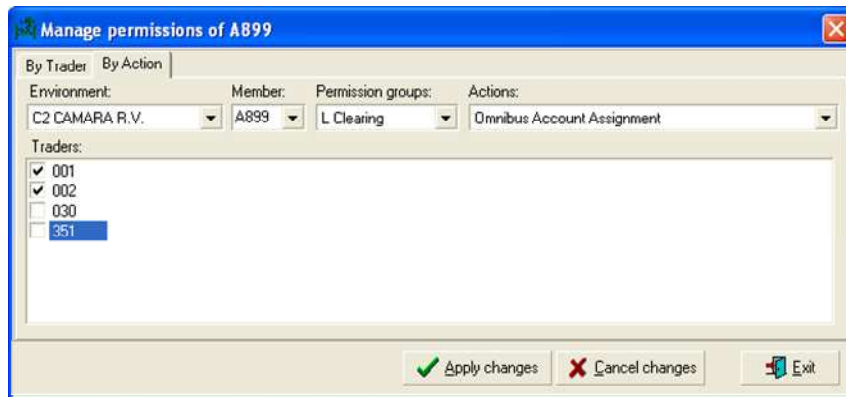 Manage permissions of A899
By Trader By Action
Environment: Member: Permission groups: Actions:
C2 CAMARA R.V. A899 L Clearing Omnibus Account Assignment
Traders:
001
002
030
351
Apply changes Cancel changes Exit